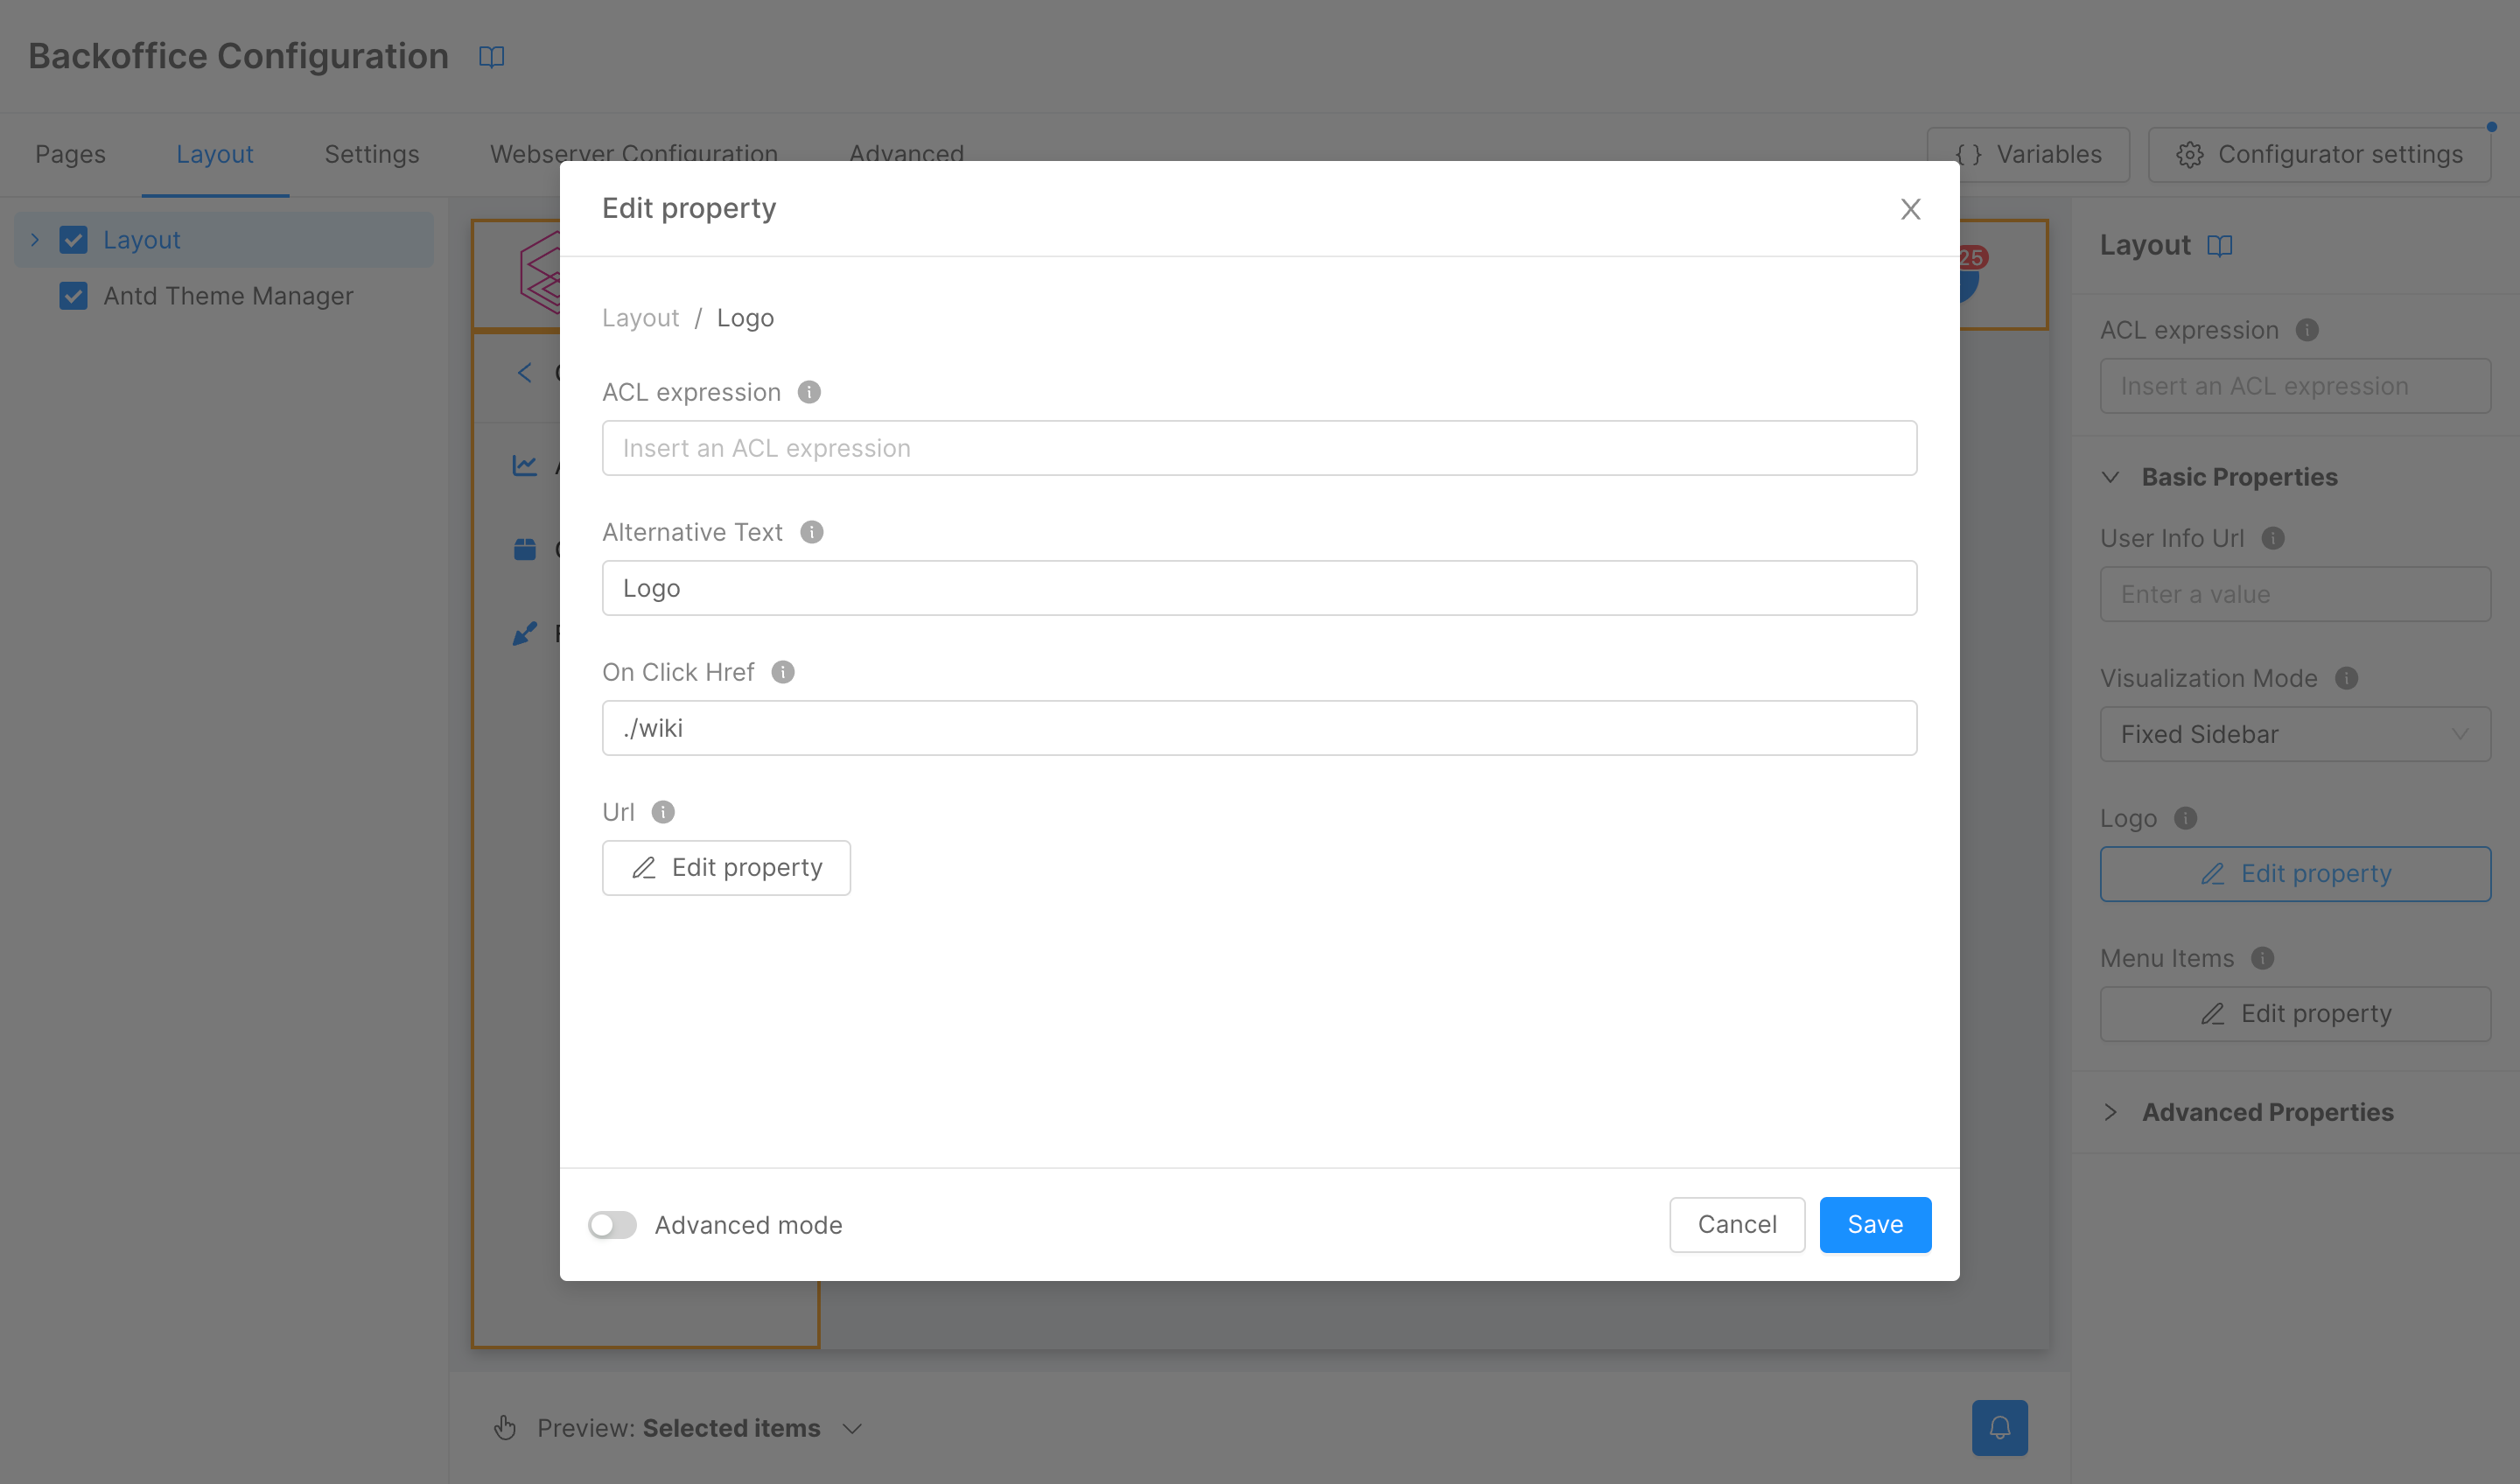 Backoffice Configuration
Pages
Layout
Settings
Webserver Configuration
Advanced
{ } Variables
Configurator settings
Layout
Antd Theme Manager
25
Edit property
Layout / Logo
ACL expression
Insert an ACL expression
Alternative Text
Logo
On Click Href
./wiki
Url
Edit property
Advanced mode
Cancel
Save
Layout
ACL expression
Insert an ACL expression
Basic Properties
User Info Url
Enter a value
Visualization Mode
Fixed Sidebar
Logo
Edit property
Menu Items
Edit property
Advanced Properties
Preview: Selected items